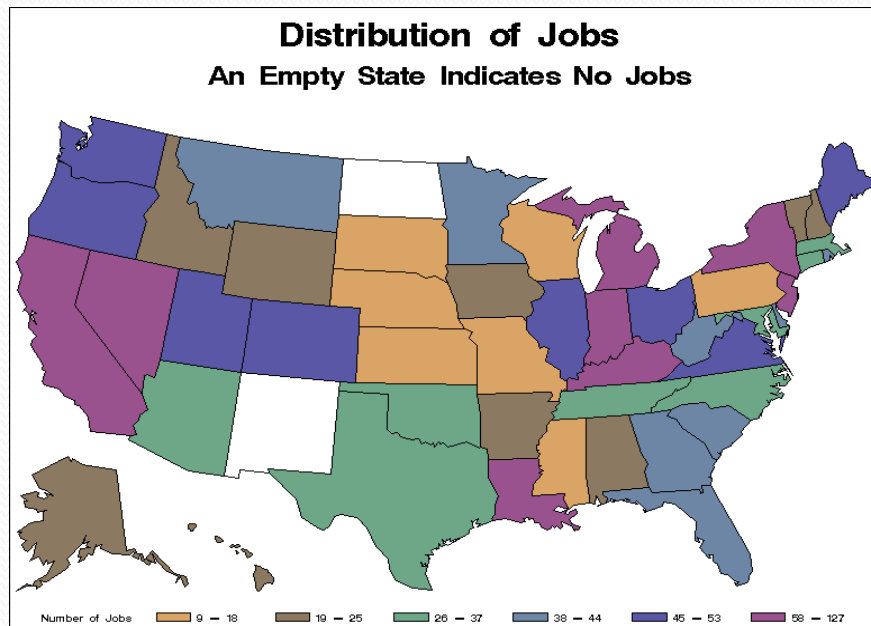 Distribution of Jobs
An Empty State Indicates No Jobs
Number of Jobs 9 - 18 19 - 25 26 - 37 38 - 44 45 - 53 58 - 127